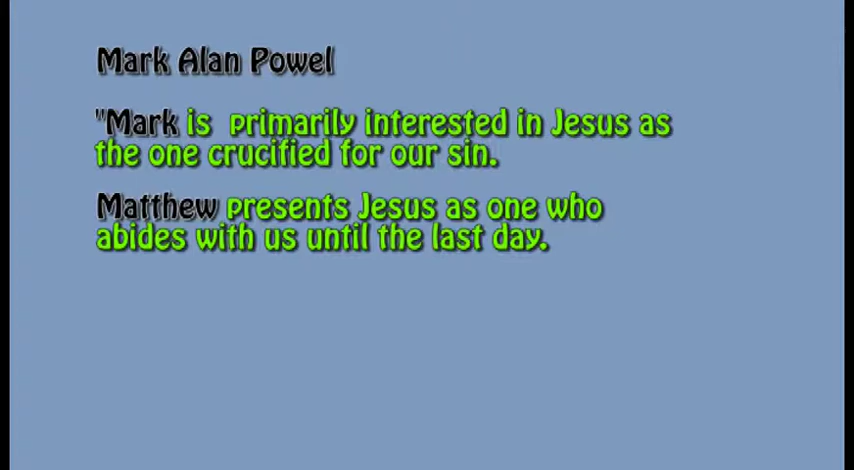 Mark Alan Powel
"Mark is primarily interested in Jesus as
the one crucified for our sin.
Matthew presents Jesus as one who
abides with us until the last day.